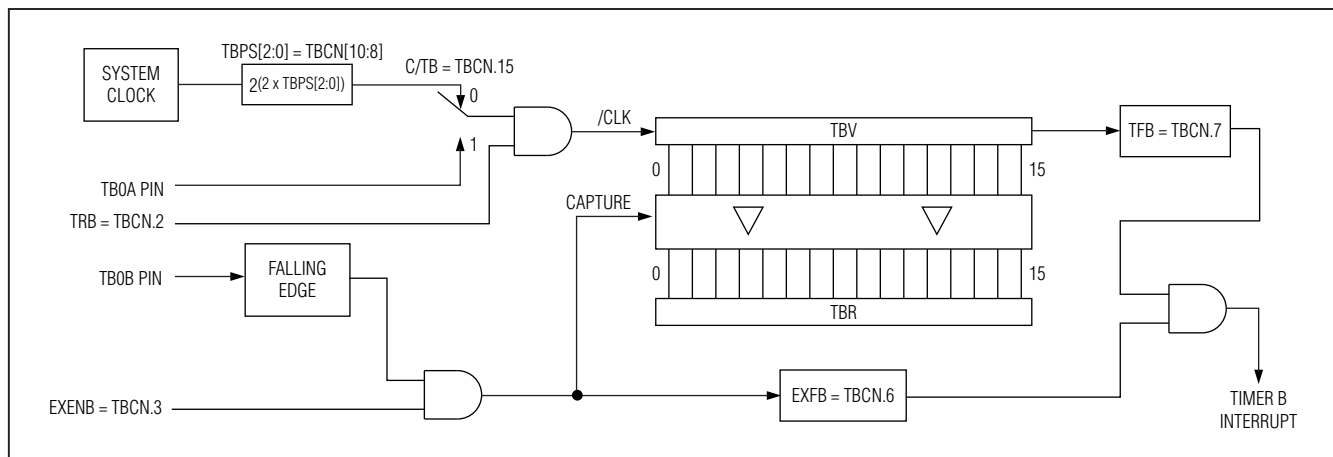 TBPS[2:0] = TBCN[10:8]
SYSTEM
CLOCK
2(2 x TBPS[2:0])
C/TB = TBCN.15
0
1
/CLK
TBV
TFB = TBCN.7
0
15
TB0A PIN
TRB = TBCN.2
CAPTURE
TB0B PIN
FALLING
EDGE
0
15
TBR
EXENB = TBCN.3
EXFB = TBCN.6
TIMER B
INTERRUPT